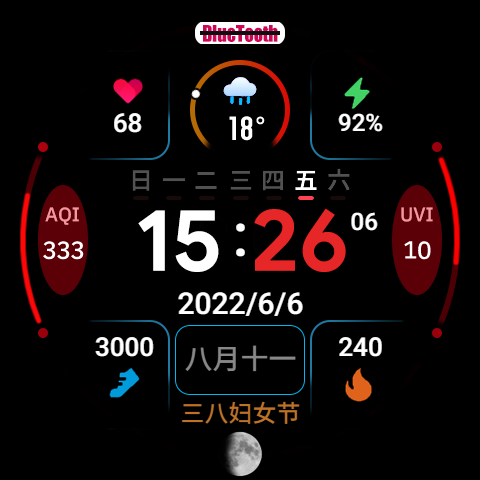 BlueTooth
68
18°
92%
日 一 二 三 四 五 六
AQI
333
15:26 06
UVI
10
2022/6/6
3000
八月十一
240
三八妇女节